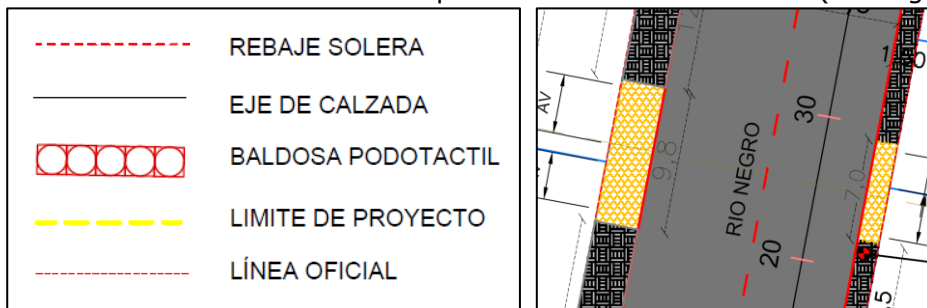 REBAJE SOLERA
EJE DE CALZADA
BALDOSA PODOTACTIL
LIMITE DE PROYECTO
LÍNEA OFICIAL
AV
9,8
RIO NEGRO
30
20
7,0